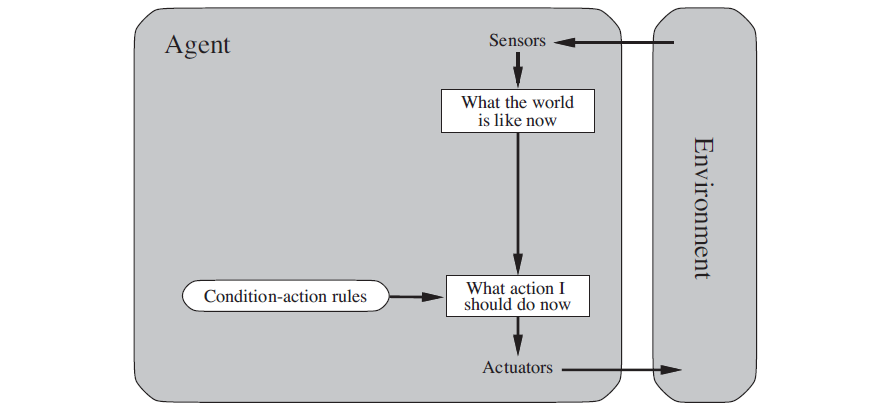 Agent
Sensors
What the world
is like now
Environment
Condition-action rules
What action I
should do now
Actuators